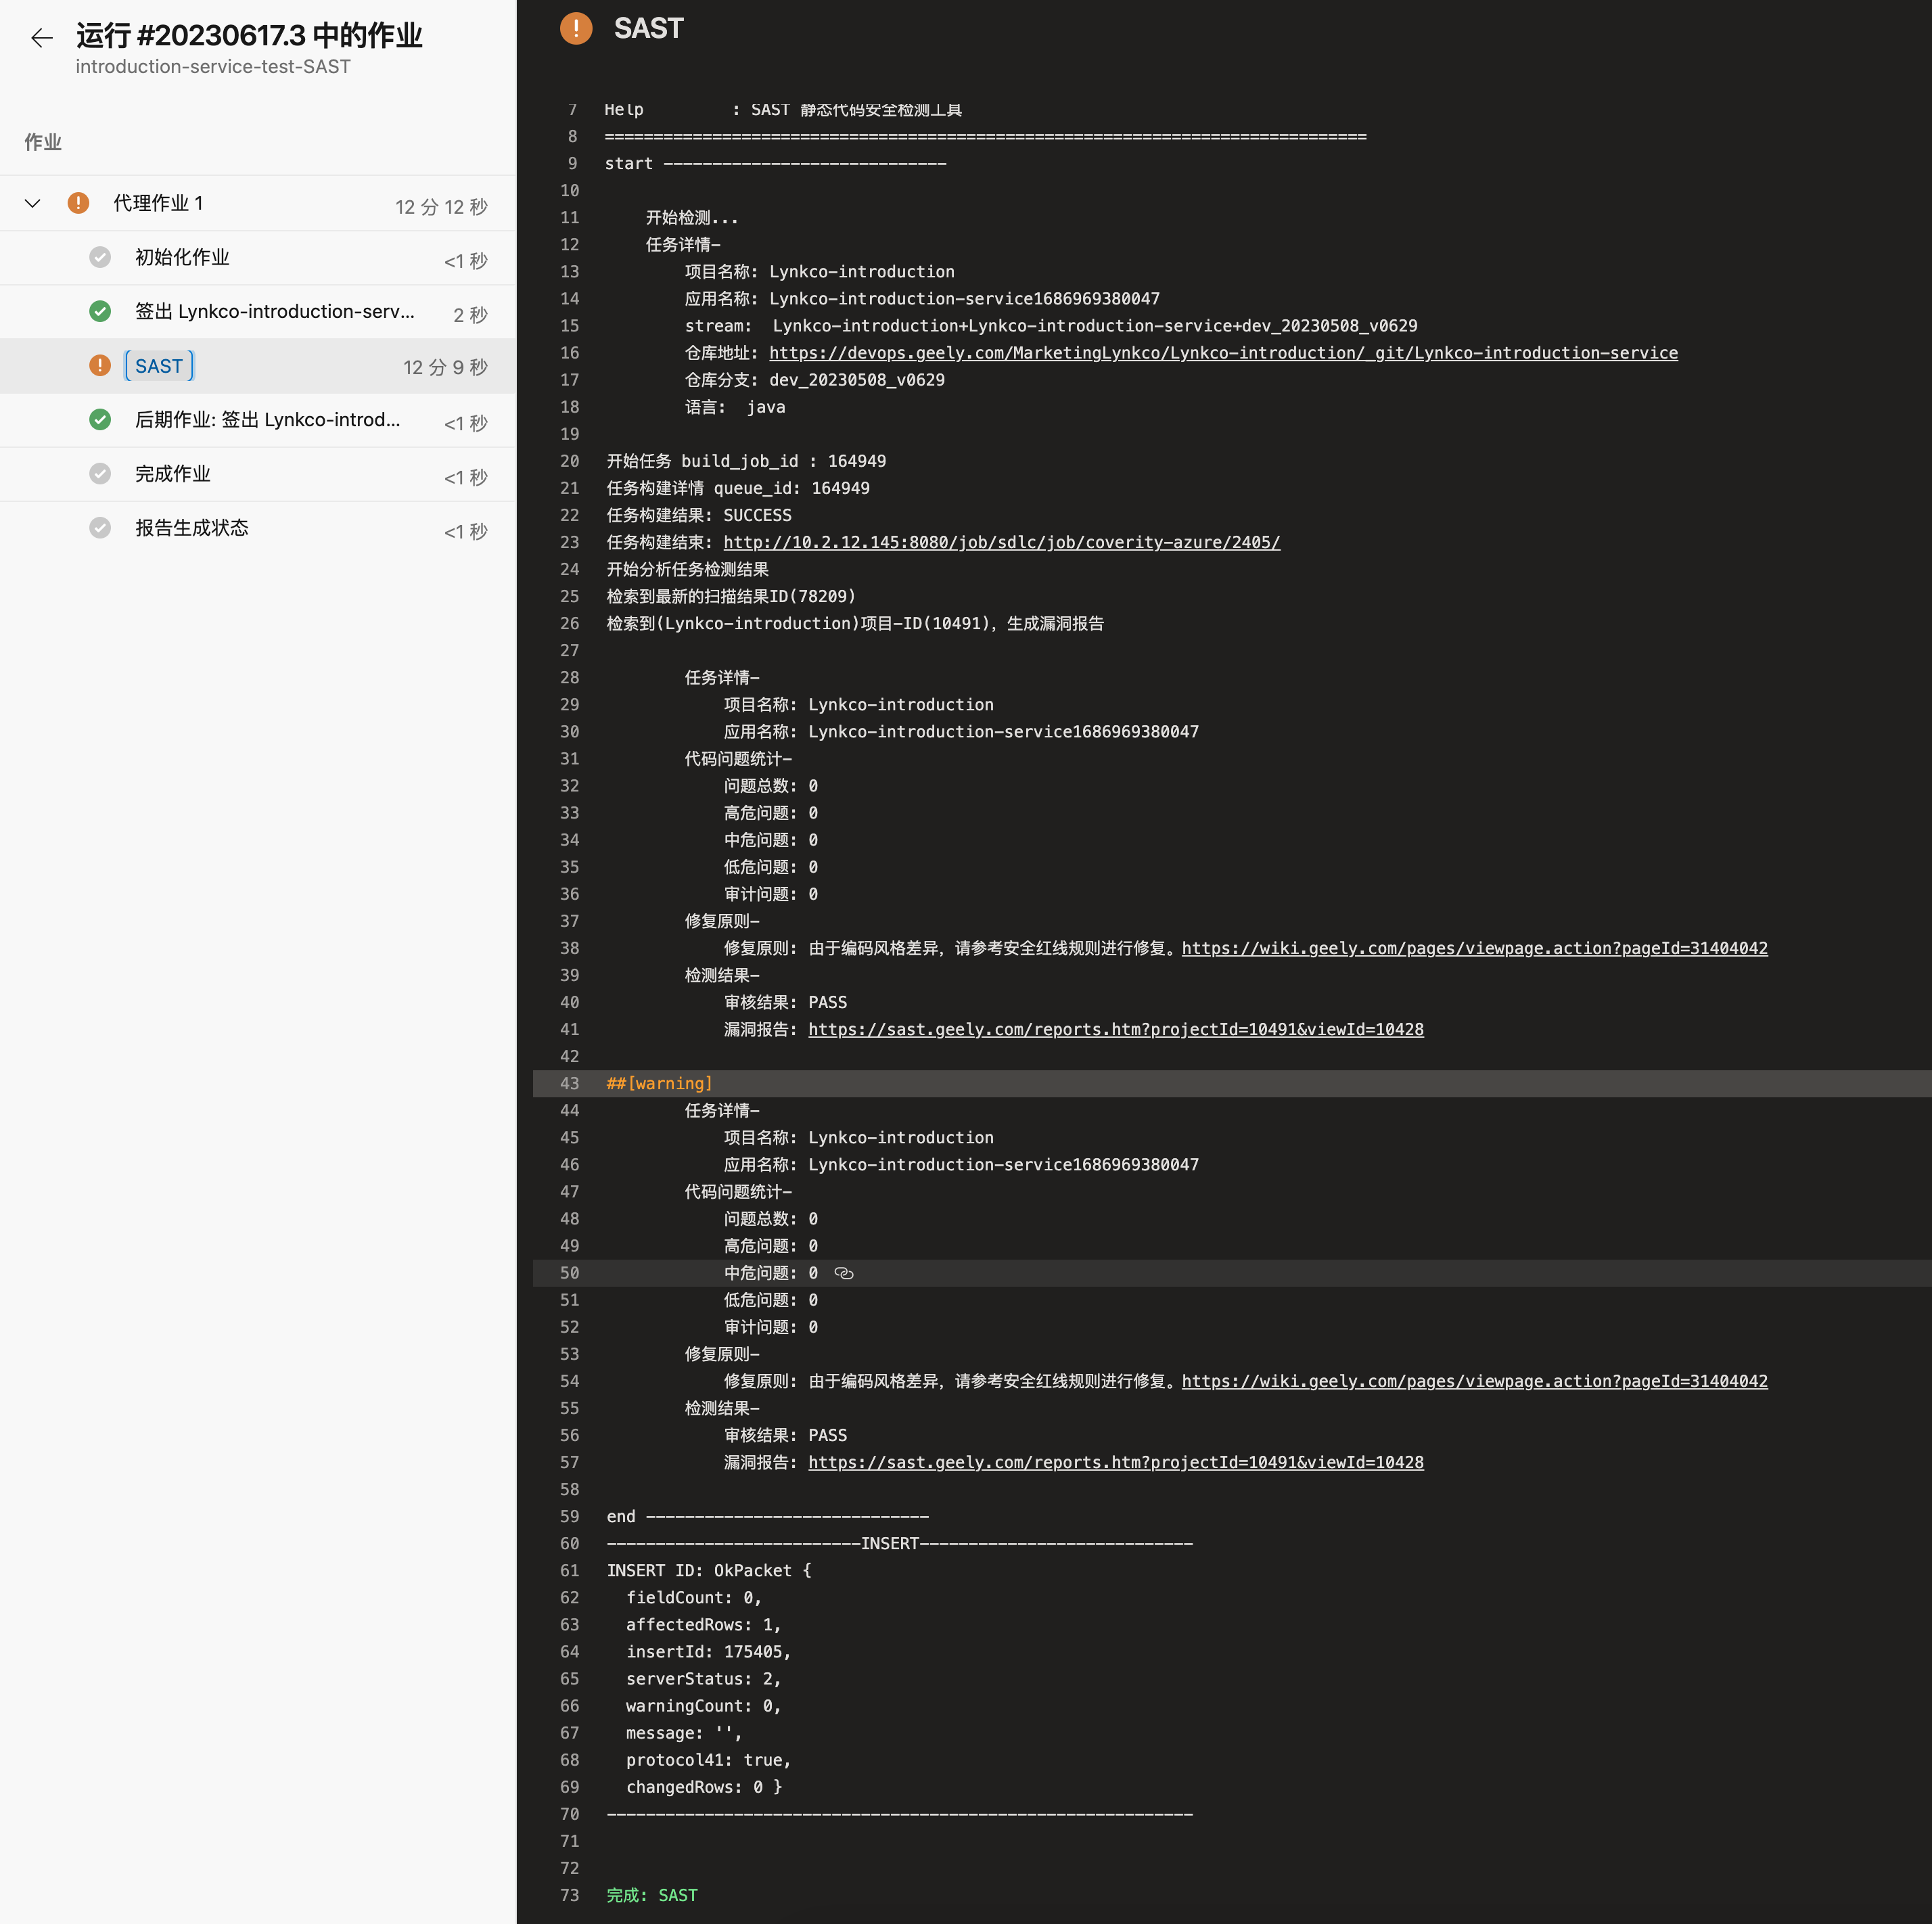 运行 #20230617.3 中的作业
introduction-service-test-SAST
作业
代理作业 1 12 分 12 秒
初始化作业 <1 秒
签出 Lynkco-introduction-serv... 2 秒
SAST 12 分 9 秒
后期作业: 签出 Lynkco-introd... <1 秒
完成作业 <1 秒
报告生成状态 <1 秒
SAST
7 Help : SAST 静态代码安全检测工具
8 ==============================================================================
9 start -----------------------------
10
11 开始检测...
12 任务详情-
13 项目名称: Lynkco-introduction
14 应用名称: Lynkco-introduction-service1686969380047
15 stream: Lynkco-introduction+Lynkco-introduction-service+dev_20230508_v0629
16 仓库地址: https://devops.geely.com/MarketingLynkco/Lynkco-introduction/_git/Lynkco-introduction-service
17 仓库分支: dev_20230508_v0629
18 语言: java
19
20 开始任务 build_job_id : 164949
21 任务构建详情 queue_id: 164949
22 任务构建结果: SUCCESS
23 任务构建结束: http://10.2.12.145:8080/job/sdlc/job/coverity-azure/2405/
24 开始分析任务检测结果
25 检索到最新的扫描结果ID(78209)
26 检索到(Lynkco-introduction)项目-ID(10491), 生成漏洞报告
27
28 任务详情-
29 项目名称: Lynkco-introduction
30 应用名称: Lynkco-introduction-service1686969380047
31 代码问题统计-
32 问题总数: 0
33 高危问题: 0
34 中危问题: 0
35 低危问题: 0
36 审计问题: 0
37 修复原则-
38 修复原则: 由于编码风格差异, 请参考安全红线规则进行修复。https://wiki.geely.com/pages/viewpage.action?pageId=31404042
39 检测结果-
40 审核结果: PASS
41 漏洞报告: https://sast.geely.com/reports.htm?projectId=10491&viewId=10428
42
43 ##[warning]
44 任务详情-
45 项目名称: Lynkco-introduction
46 应用名称: Lynkco-introduction-service1686969380047
47 代码问题统计-
48 问题总数: 0
49 高危问题: 0
50 中危问题: 0
51 低危问题: 0
52 审计问题: 0
53 修复原则-
54 修复原则: 由于编码风格差异, 请参考安全红线规则进行修复。https://wiki.geely.com/pages/viewpage.action?pageId=31404042
55 检测结果-
56 审核结果: PASS
57 漏洞报告: https://sast.geely.com/reports.htm?projectId=10491&viewId=10428
58
59 end -----------------------------
60 --------------------------INSERT----------------------------
61 INSERT ID: OkPacket {
62 fieldCount: 0,
63 affectedRows: 1,
64 insertId: 175405,
65 serverStatus: 2,
66 warningCount: 0,
67 message: '',
68 protocol41: true,
69 changedRows: 0 }
70 ------------------------------------------------------------
71
72
73 完成: SAST